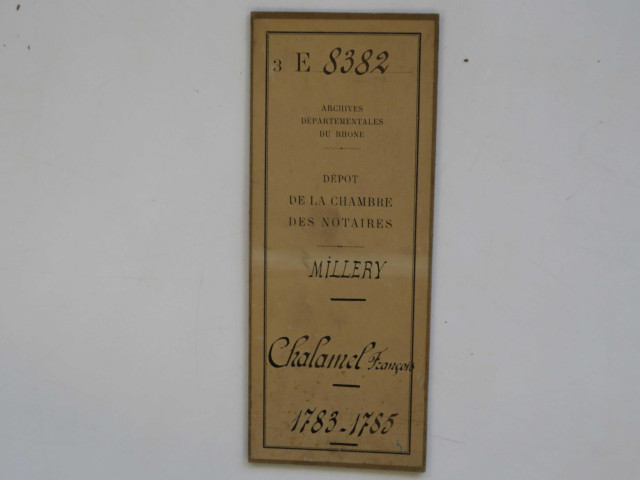 3 E 8382
ARCHIVES
DÉPARTEMENTALES
DU RHONE
DÉPOT
DE LA CHAMBRE
DES NOTAIRES
MiLLERY
Chalamel François
1783-1785